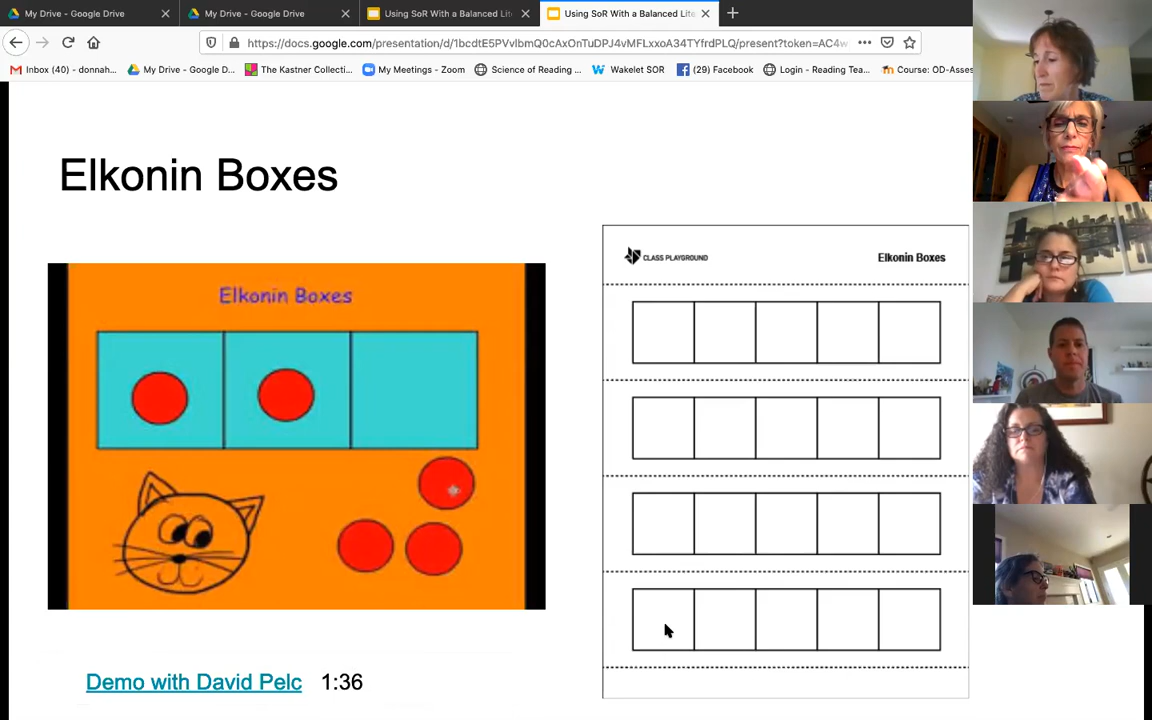 My Drive - Google Drive
My Drive - Google Drive
Using SoR With a Balanced Lite
Using SoR With a Balanced Lite
https://docs.google.com/presentation/d/1bcdtE5PVvlbmQ0cAxOnTuDPJ4vMFLxxoA34TYfrdPLQ/present?token=AC4w
Inbox (40) - donnah...
My Drive - Google D...
The Kastner Collecti...
My Meetings - Zoom
Science of Reading ...
Wakelet SOR
(29) Facebook
Login - Reading Tea...
Course: OD-Asses
Elkonin Boxes
Elkonin Boxes
CLASS PLAYGROUND
Elkonin Boxes
Demo with David Pelc 1:36